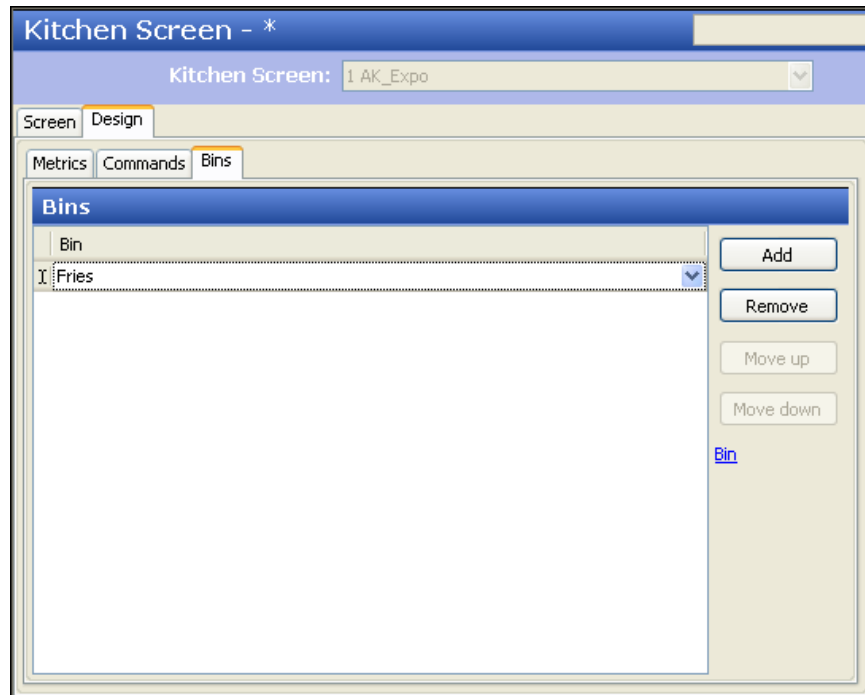 Kitchen Screen - *
Kitchen Screen: 1 AK_Expo
Screen Design
Metrics Commands Bins
Bins
Bin
Fries
Add
Remove
Move up
Move down
Bin